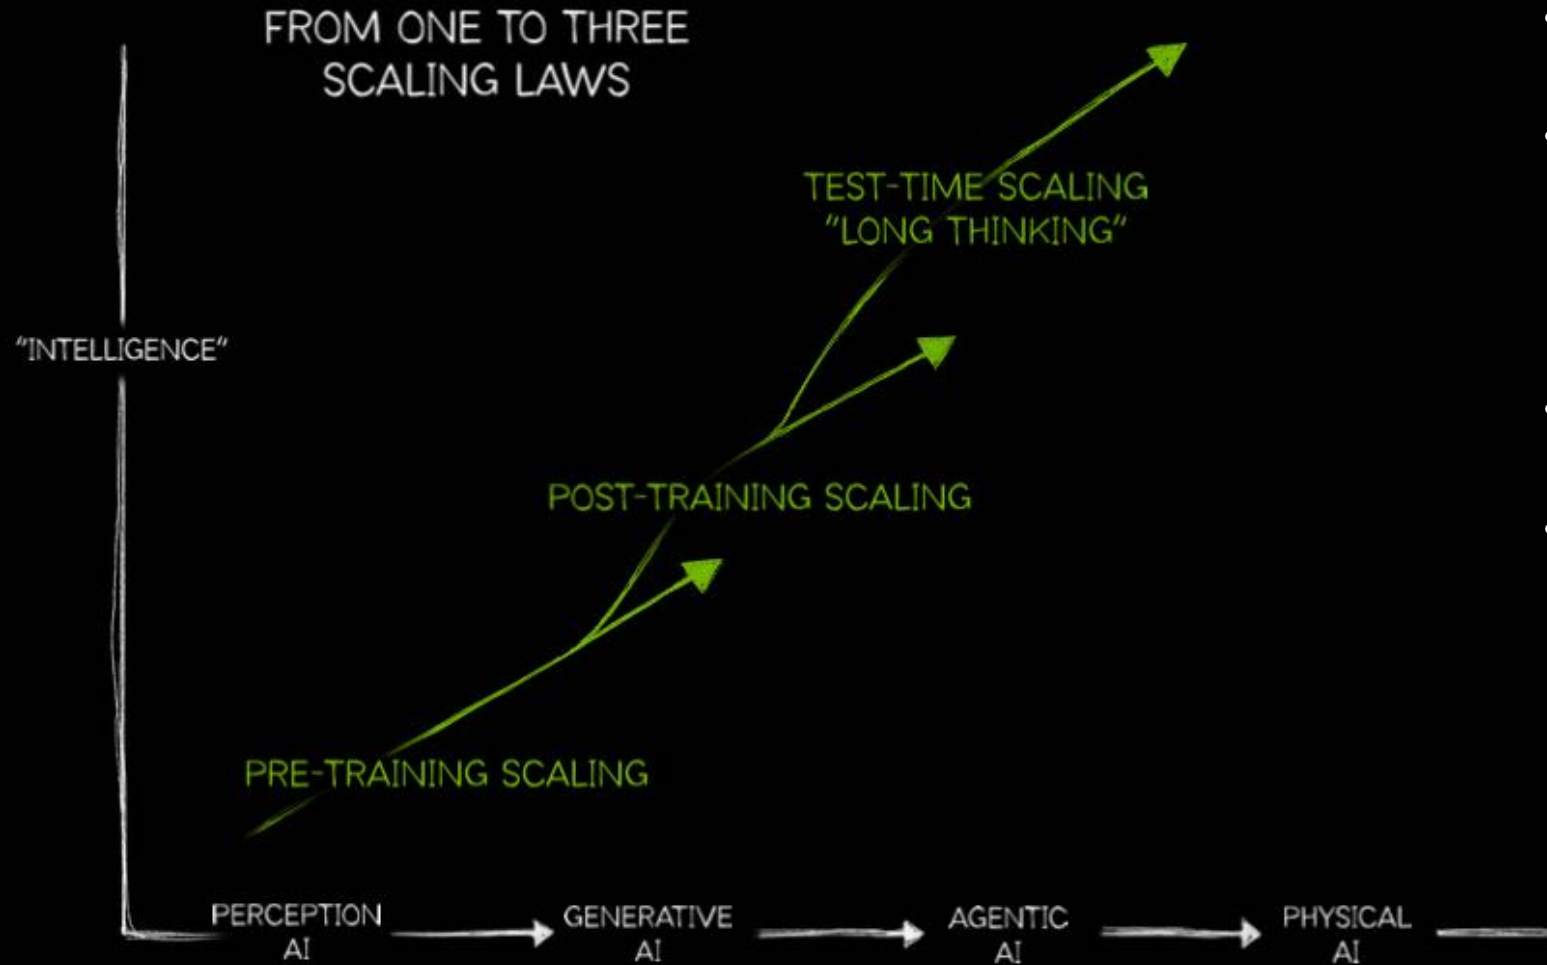 FROM ONE TO THREE
SCALING LAWS
TEST-TIME SCALING
"LONG THINKING"
"INTELLIGENCE"
POST-TRAINING SCALING
PRE-TRAINING SCALING
PERCEPTION
AI
GENERATIVE
AI
AGENTIC
AI
PHYSICAL
AI